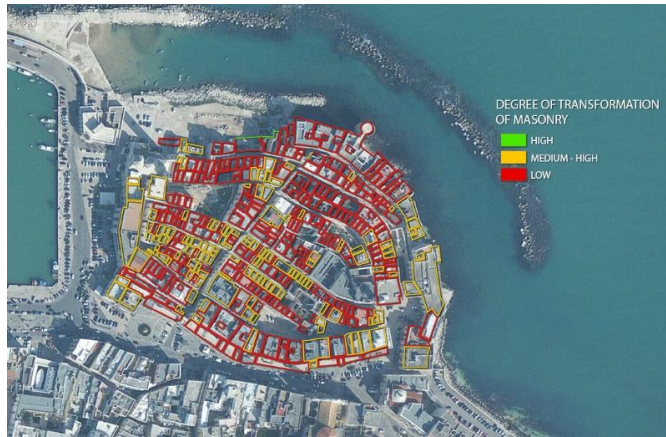 DEGREE OF TRANSFORMATION
OF MASONRY
HIGH
MEDIUM - HIGH
LOW